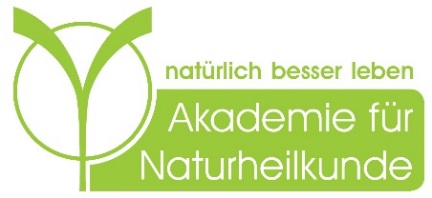 natürlich besser leben
Akademie für
Naturheilkunde